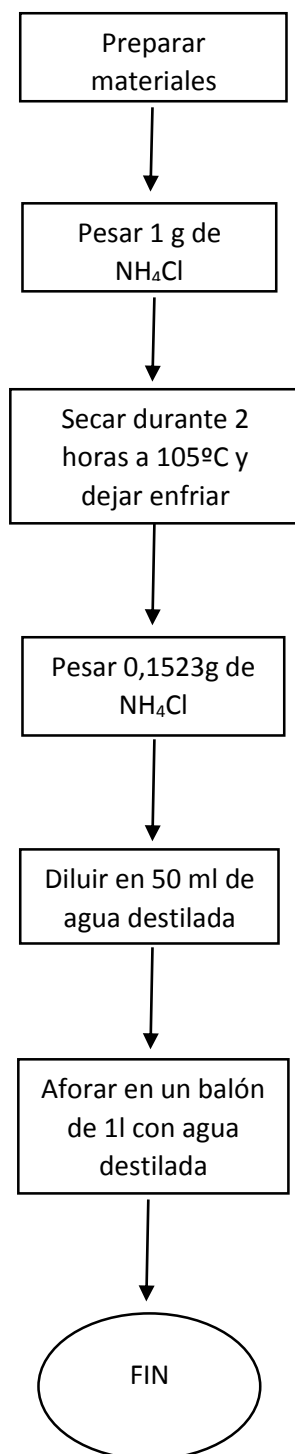 Preparar
materiales
Pesar 1 g de
NH₄Cl
Secar durante 2
horas a 105ºC y
dejar enfriar
Pesar 0,1523g de
NH₄Cl
Diluir en 50 ml de
agua destilada
Aforar en un balón
de 1l con agua
destilada
FIN